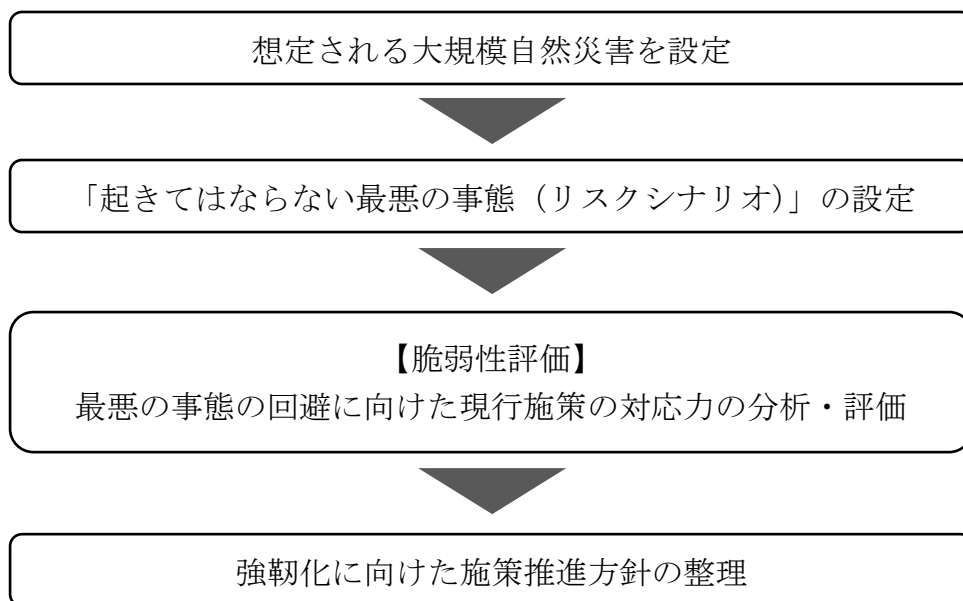 想定される大規模自然災害を設定
「起きてはならない最悪の事態（リスクシナリオ）」の設定
【脆弱性評価】
最悪の事態の回避に向けた現行施策の対応力の分析・評価
強靱化に向けた施策推進方針の整理